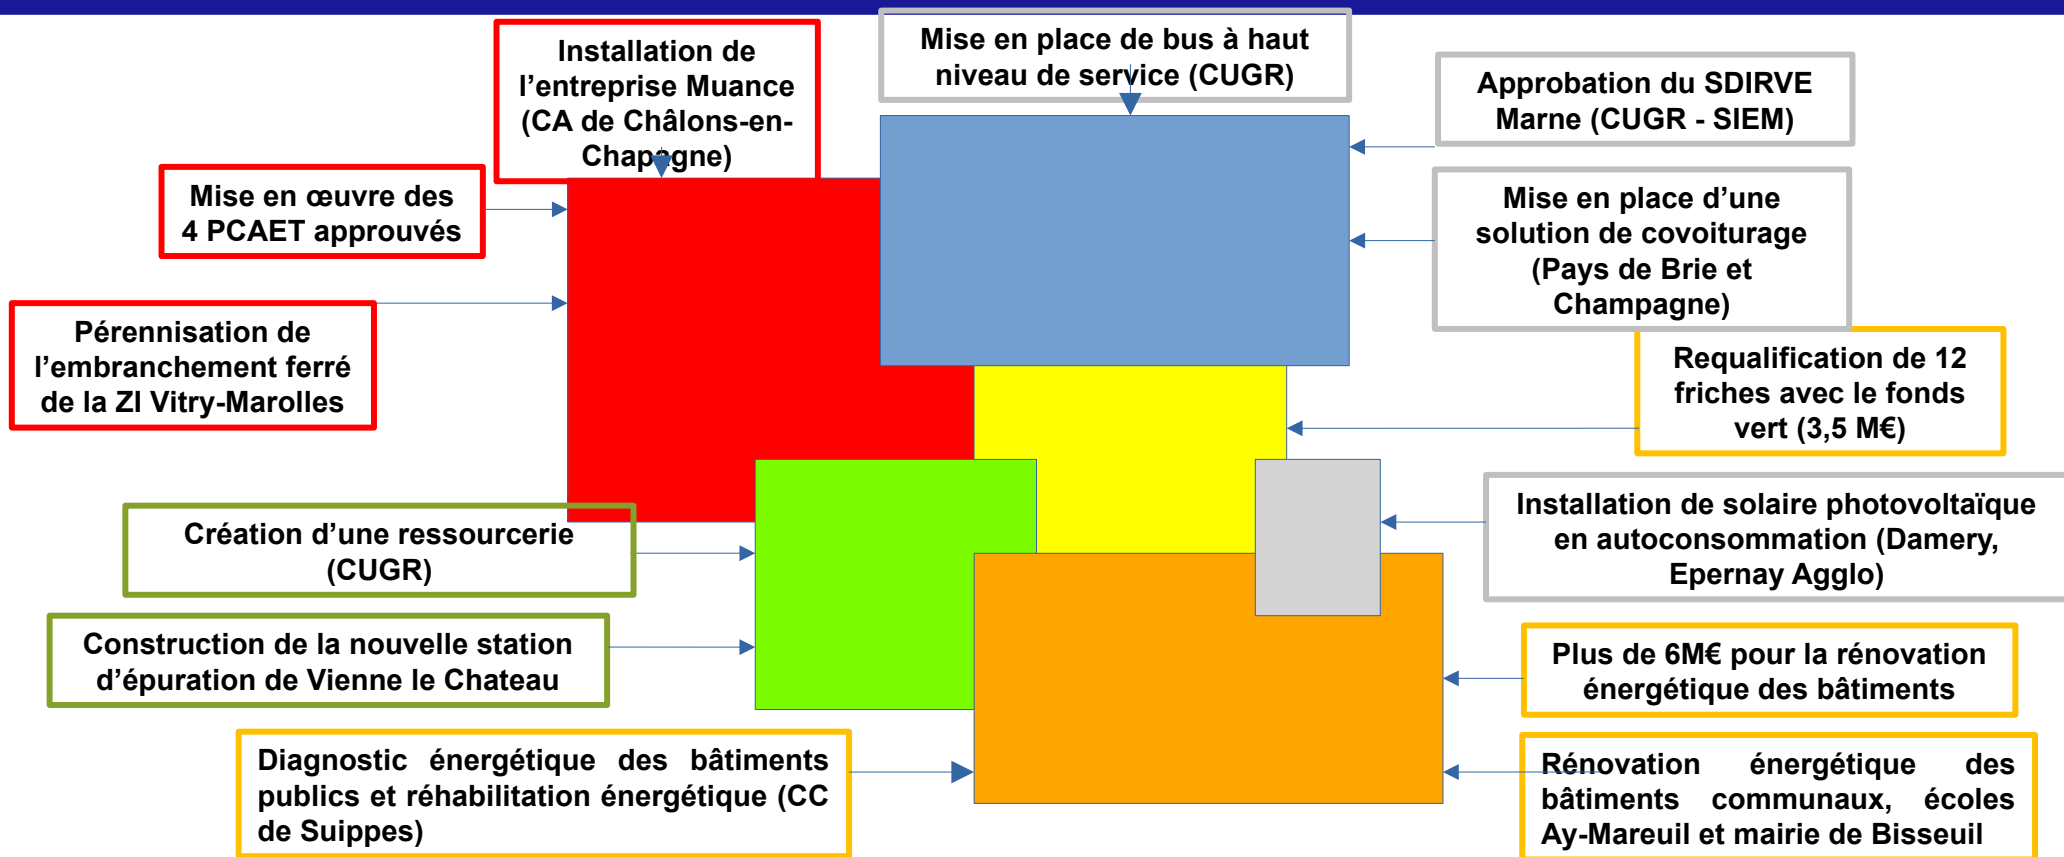 Installation de
l’entreprise Muance
(CA de Châlons-en-
Chapagne)
Mise en place de bus à haut
niveau de service (CUGR)
Approbation du SDIRVE
Marne (CUGR - SIEM)
Mise en œuvre des
4 PCAET approuvés
Mise en place d’une
solution de covoiturage
(Pays de Brie et
Champagne)
Pérennisation de
l’embranchement ferré
de la ZI Vitry-Marolles
Requalification de 12
friches avec le fonds
vert (3,5 M€)
Création d’une ressourcerie
(CUGR)
Installation de solaire photovoltaïque
en autoconsommation (Damery,
Epernay Agglo)
Construction de la nouvelle station
d’épuration de Vienne le Chateau
Plus de 6M€ pour la rénovation
énergétique des bâtiments
Diagnostic énergétique des bâtiments
publics et réhabilitation énergétique (CC
de Suippes)
Rénovation énergétique des
bâtiments communaux, écoles
Ay-Mareuil et mairie de Bisseuil